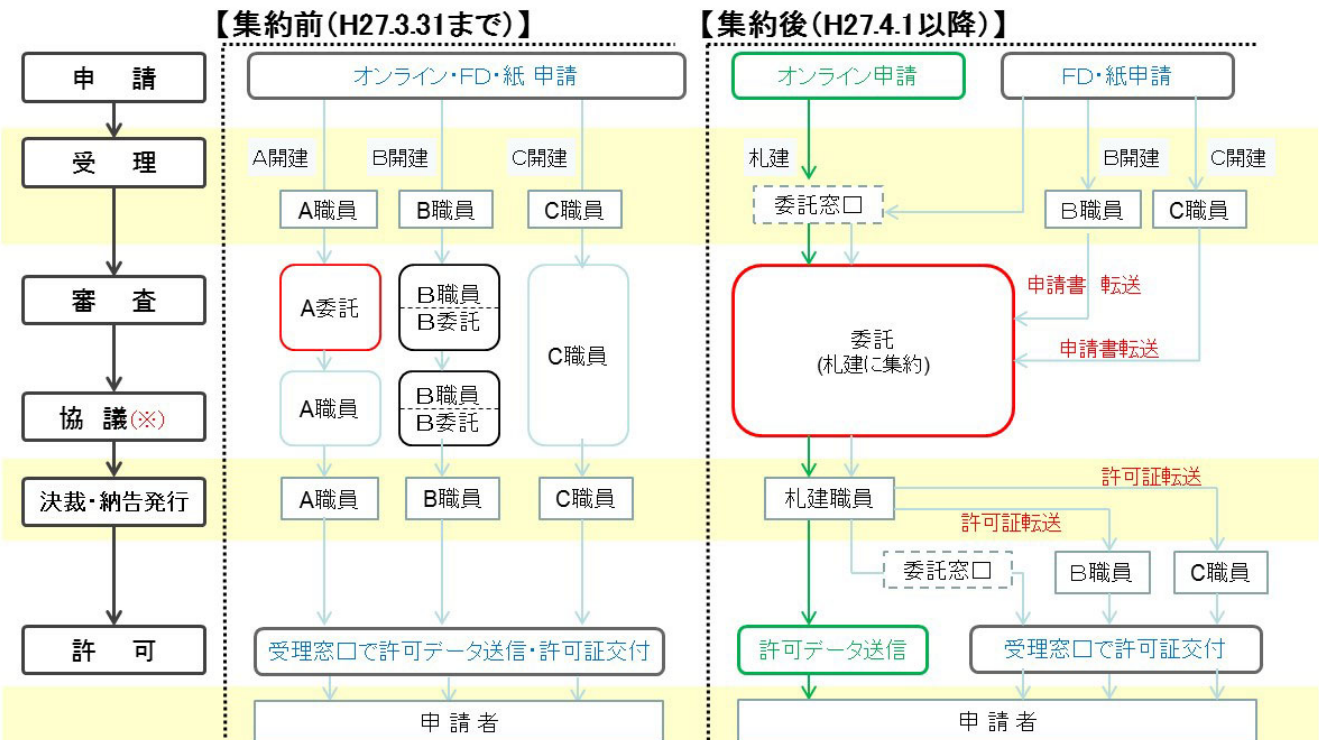 【集約前(H27.3.31まで)】
【集約後(H27.4.1以降)】
申 請
オンライン・FD・紙 申請
オンライン申請
FD・紙申請
受 理
A開建
B開建
C開建
札建
B開建
C開建
A職員
B職員
C職員
委託窓口
B職員
C職員
審 査
A委託
B職員
B委託
C職員
委託
(札建に集約)
申請書 転送
申請書転送
協 議(※)
A職員
B職員
B委託
決裁・納告発行
A職員
B職員
C職員
札建職員
許可証転送
許可証転送
委託窓口
B職員
C職員
許 可
受理窓口で許可データ送信・許可証交付
許可データ送信
受理窓口で許可証交付
申 請 者
申 請 者